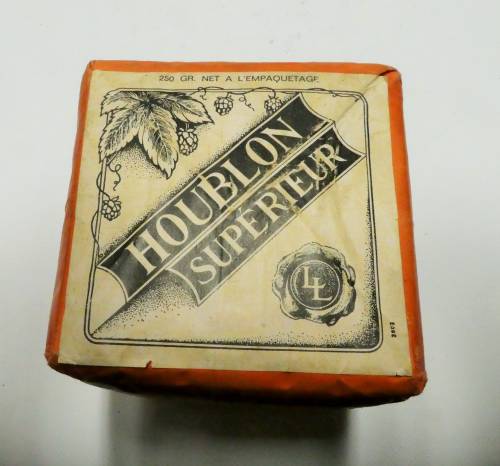 250 GR. NET A L'EMPAQUETAGE
HOUBLON
SUPERIEUR
LL